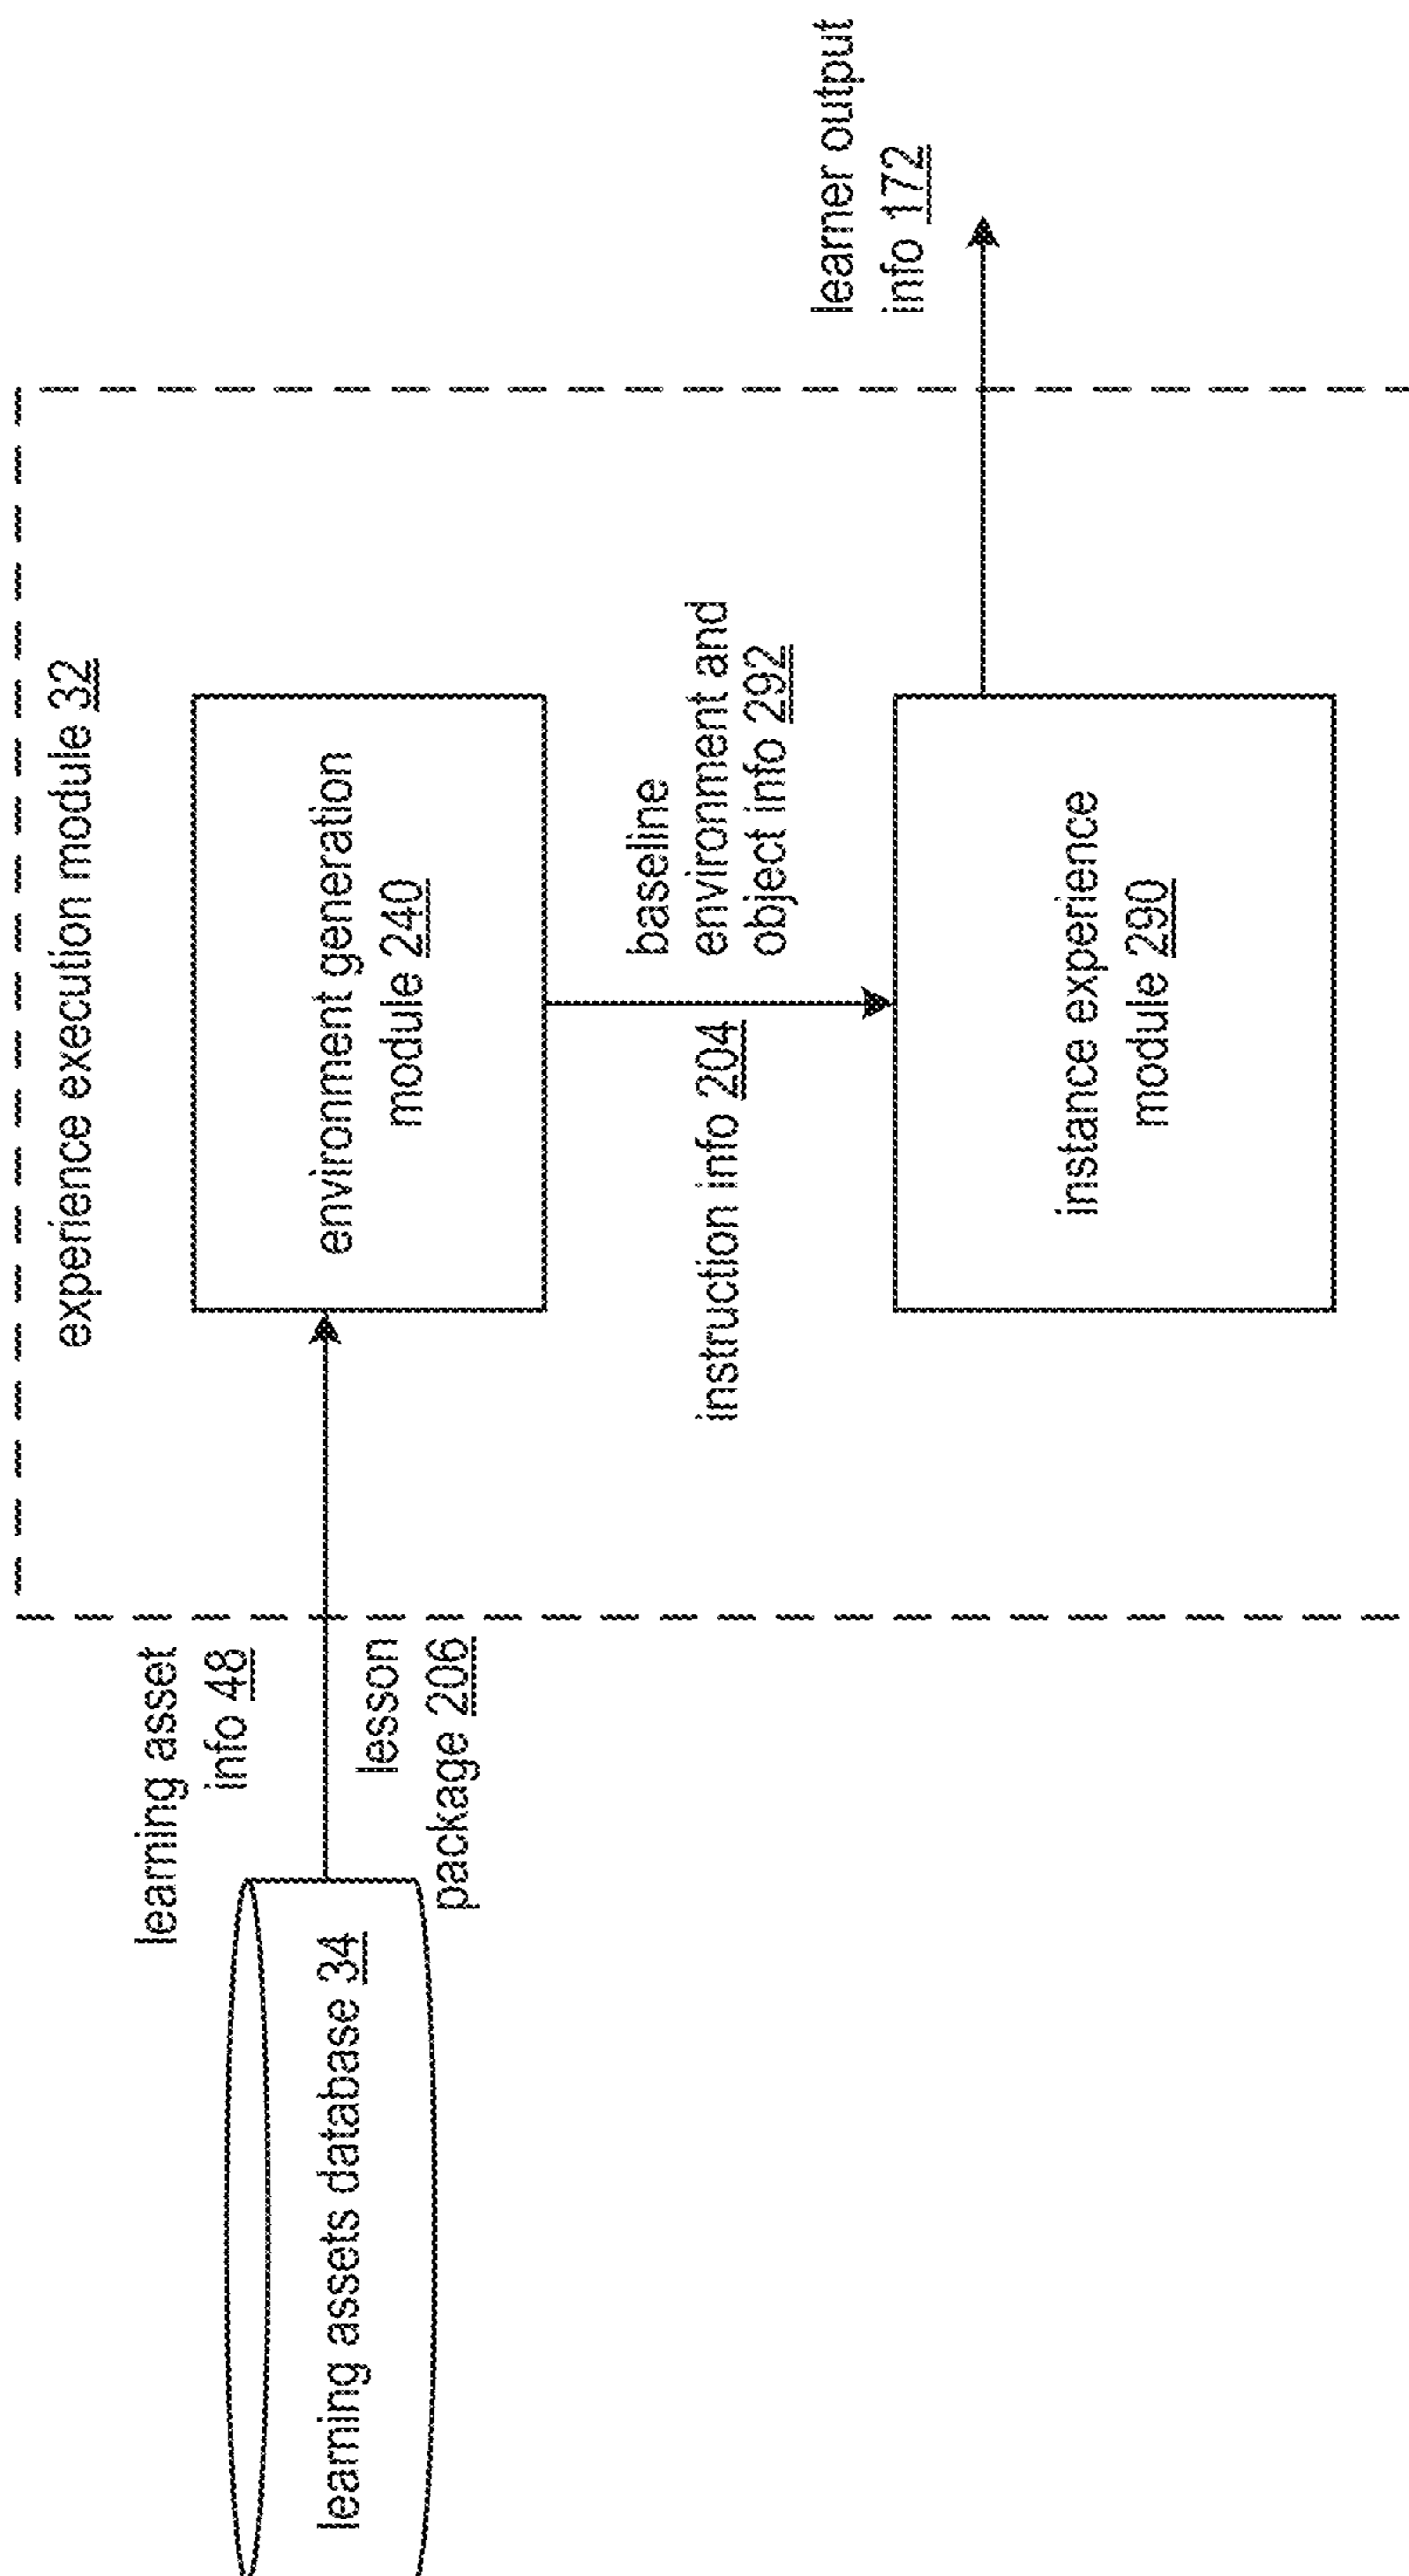 experience execution module 32
learning asset
info 48
learning assets database 34
lesson
package 206
environment generation
module 240
instruction info 204
baseline
environment and
object info 292
instance experience
module 290
learner output
info 172